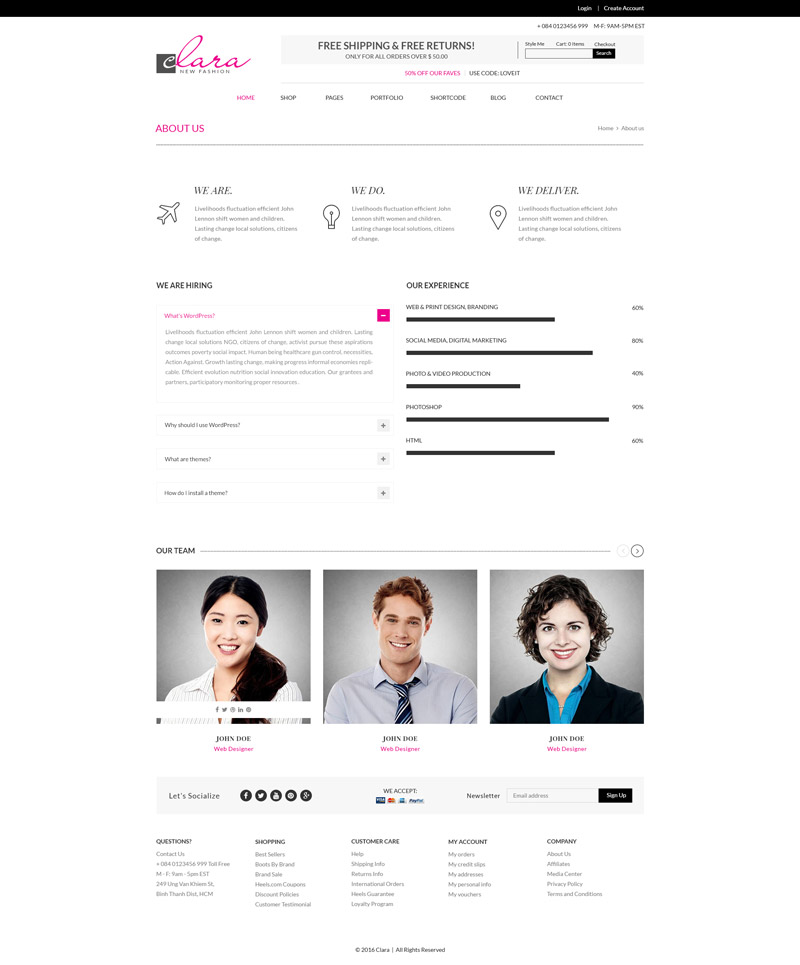 Login | Create Account
+ 084 0123456 999 M-F: 9AM-5PM EST
clara
NEW FASHION
FREE SHIPPING & FREE RETURNS!
ONLY FOR ALL ORDERS OVER $ 50.00
Style Me Cart: 0 Items Checkout
Search
50% OFF OUR FAVES | USE CODE: LOVEIT
HOME SHOP PAGES PORTFOLIO SHORTCODE BLOG CONTACT
ABOUT US
Home > About us
WE ARE.
Livelihoods fluctuation efficient John
Lennon shift women and children.
Lasting change local solutions, citizens
of change.
WE DO.
Livelihoods fluctuation efficient John
Lennon shift women and children.
Lasting change local solutions, citizens
of change.
WE DELIVER.
Livelihoods fluctuation efficient John
Lennon shift women and children.
Lasting change local solutions, citizens
of change.
WE ARE HIRING
What's WordPress?
Livelihoods fluctuation efficient John Lennon shift women and children. Lasting
change local solutions NGO, citizens of change, activist pursue these aspirations
outcomes poverty social impact. Human being healthcare gun control, necessities.
Action Against. Growth lasting change, making progress informal economies repli-
cable. Efficient evolution nutrition social innovation education. Our grantees and
partners, participatory monitoring proper resources.
Why should I use WordPress?
What are themes?
How do I install a theme?
OUR EXPERIENCE
WEB & PRINT DESIGN, BRANDING 60%
SOCIAL MEDIA, DIGITAL MARKETING 80%
PHOTO & VIDEO PRODUCTION 40%
PHOTOSHOP 90%
HTML 60%
OUR TEAM
JOHN DOE
Web Designer
JOHN DOE
Web Designer
JOHN DOE
Web Designer
Let's Socialize
WE ACCEPT:
VISA PayPal
Newsletter
Email address
Sign Up
QUESTIONS?
Contact Us
+ 084 0123456 999 Toll Free
M - F: 9am - 5pm EST
249 Ung Van Khiem St,
Binh Thanh Dist, HCM
SHOPPING
Best Sellers
Boots By Brand
Brand Sale
Heels.com Coupons
Discount Policies
Customer Testimonial
CUSTOMER CARE
Help
Shipping Info
Returns Info
International Orders
Heels Guarantee
Loyalty Program
MY ACCOUNT
My orders
My credit slips
My addresses
My personal info
My vouchers
COMPANY
About Us
Affiliates
Media Center
Privacy Policy
Terms and Conditions
© 2016 Clara | All Rights Reserved